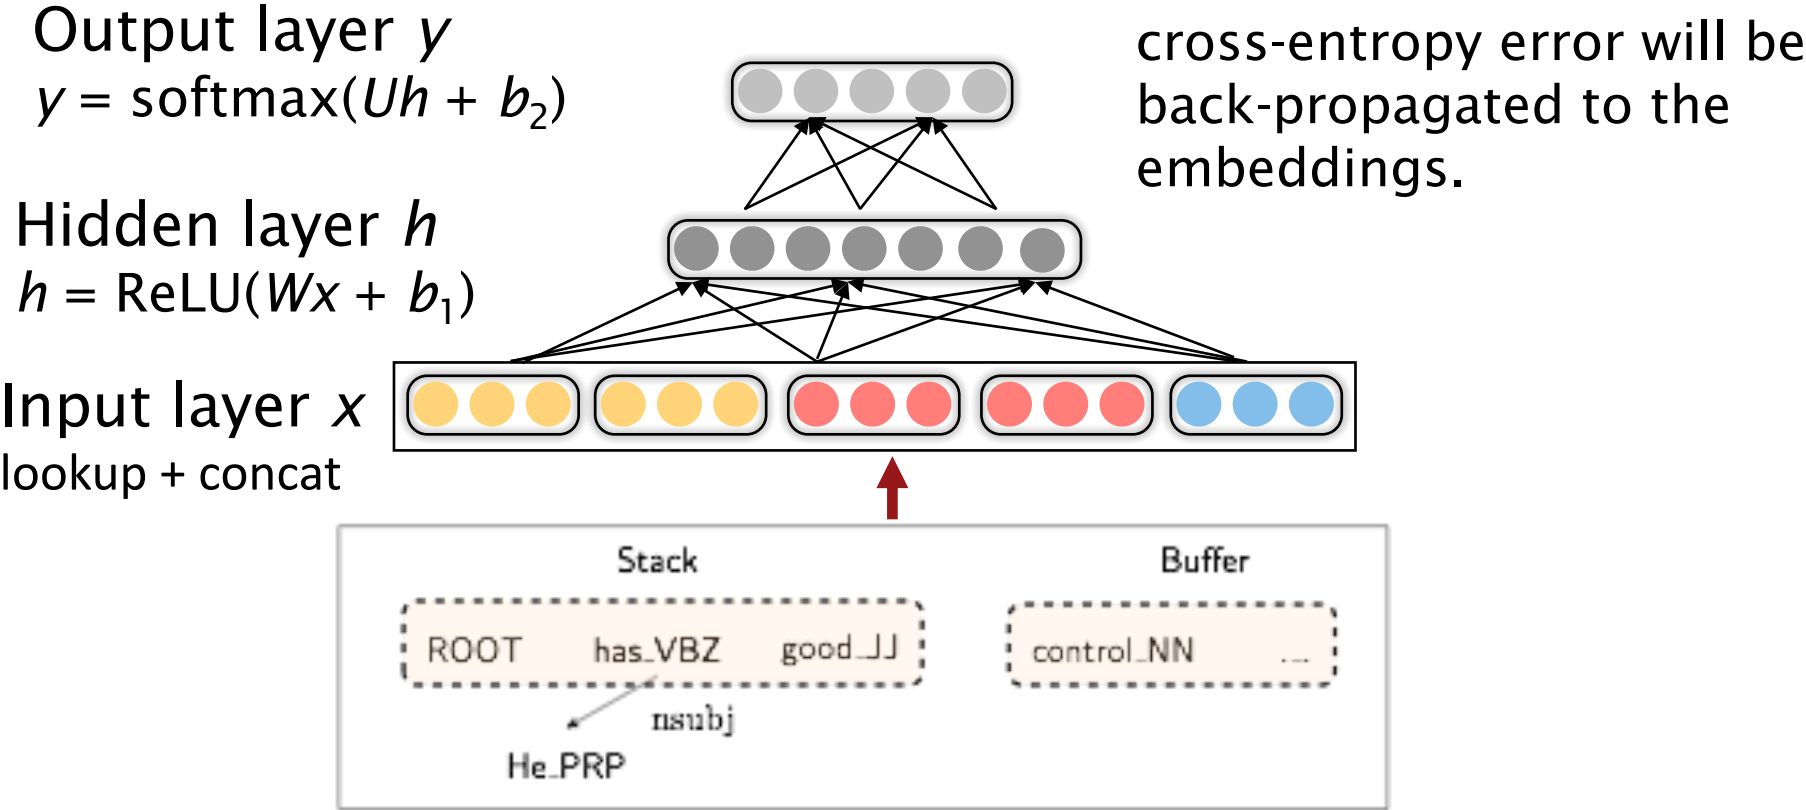 Output layer y
y = softmax(Uh + b₂)
cross-entropy error will be
back-propagated to the
embeddings.
Hidden layer h
h = ReLU(Wx + b₁)
Input layer x
lookup + concat
Stack
Buffer
ROOT has_VBZ good_JJ
control_NN ...
nsubj
He_PRP